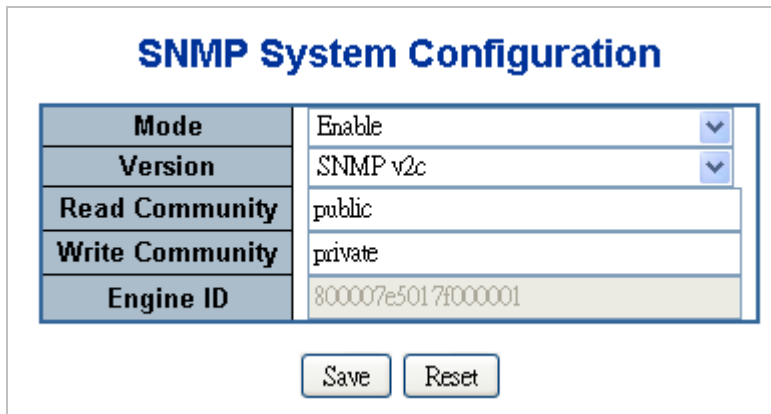 SNMP System Configuration
Mode Enable
Version SNMP v2c
Read Community public
Write Community private
Engine ID 800007e5017f000001
Save Reset